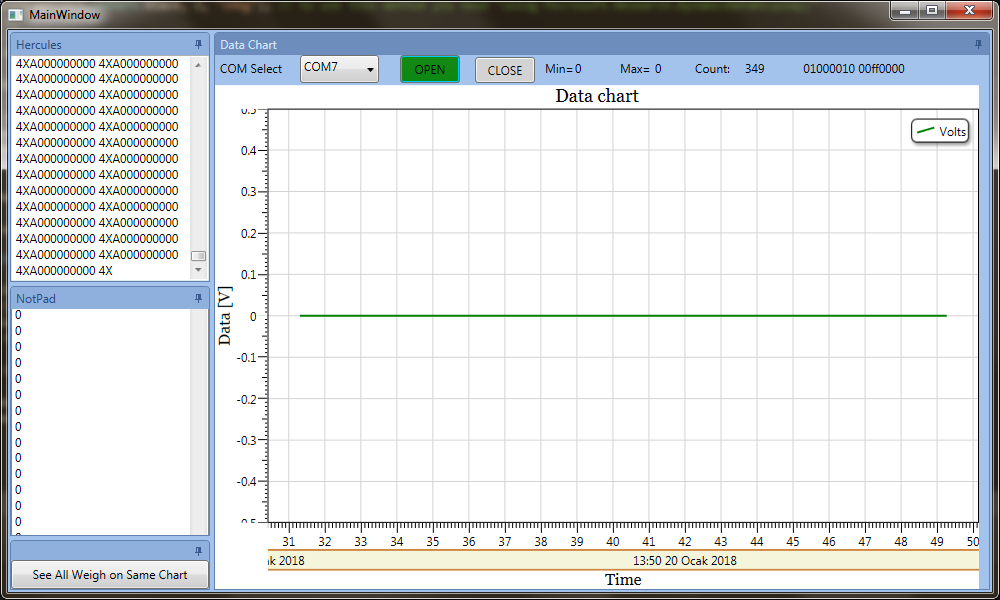 MainWindow
Hercules
4XA000000000 4XA000000000
4XA000000000 4XA000000000
4XA000000000 4XA000000000
4XA000000000 4XA000000000
4XA000000000 4XA000000000
4XA000000000 4XA000000000
4XA000000000 4XA000000000
4XA000000000 4XA000000000
4XA000000000 4XA000000000
4XA000000000 4XA000000000
4XA000000000 4XA000000000
4XA000000000 4XA000000000
4XA000000000 4XA000000000
4XA000000000 4X
NotPad
0
0
0
0
0
0
0
0
0
0
0
0
0
0
See All Weigh on Same Chart
Data Chart
COM Select COM7 OPEN CLOSE Min= 0 Max= 0 Count: 349 01000010 00ff0000
Data chart
Volts
Data [V]
0.5
0.4
0.3
0.2
0.1
0
-0.1
-0.2
-0.3
-0.4
-0.5
31 32 33 34 35 36 37 38 39 40 41 42 43 44 45 46 47 48 49 50
k 2018 13:50 20 Ocak 2018
Time